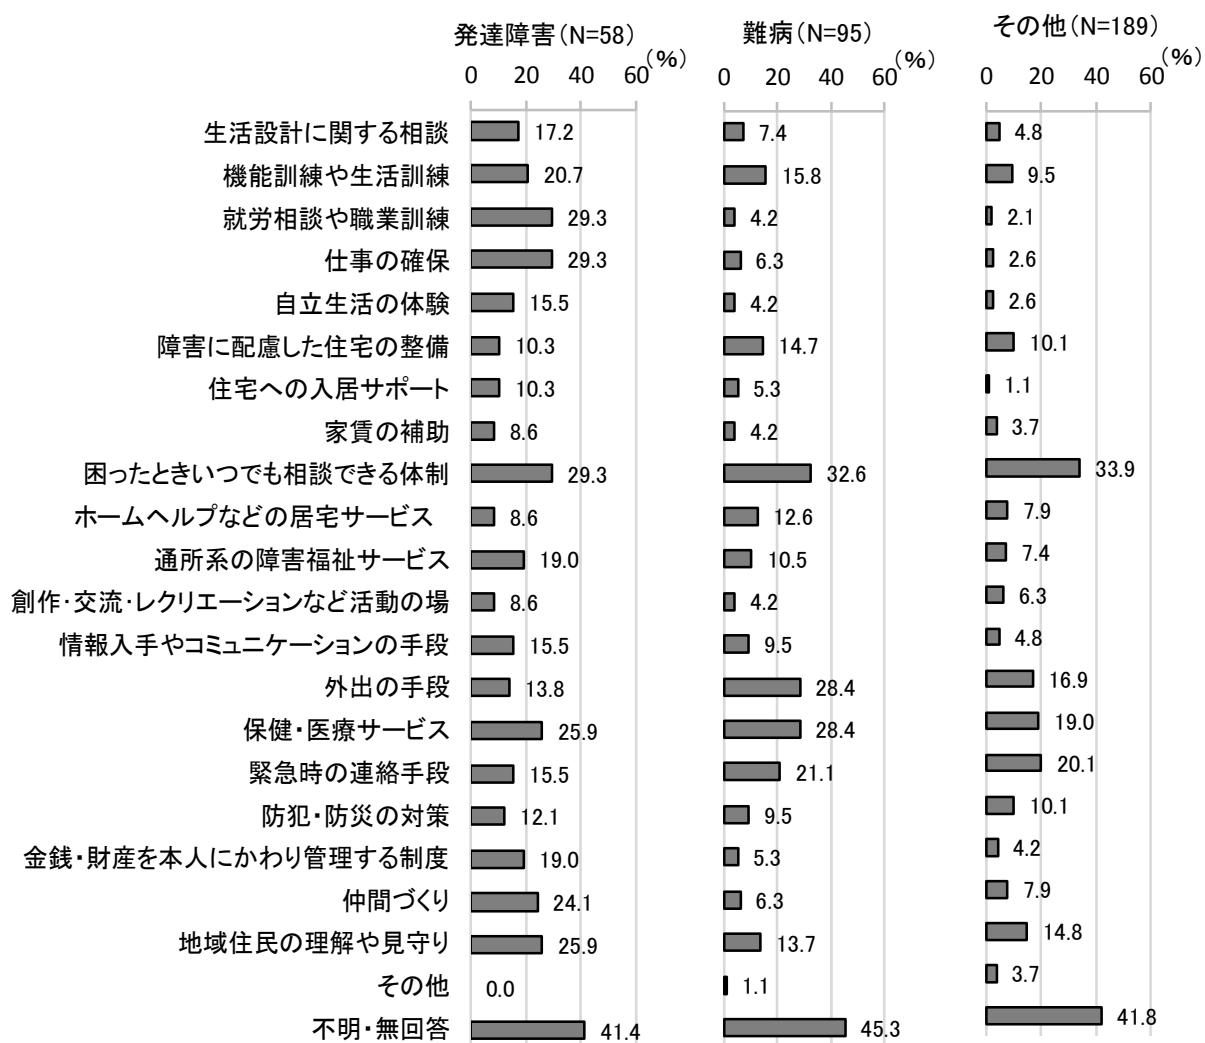 発達障害(N=58)　難病(N=95)　その他(N=189)
(%)　(%)　(%)
0 20 40 60　0 20 40 60　0 20 40 60
生活設計に関する相談 17.2 7.4 4.8
機能訓練や生活訓練 20.7 15.8 9.5
就労相談や職業訓練 29.3 4.2 2.1
仕事の確保 29.3 6.3 2.6
自立生活の体験 15.5 4.2 2.6
障害に配慮した住宅の整備 10.3 14.7 10.1
住宅への入居サポート 10.3 5.3 1.1
家賃の補助 8.6 4.2 3.7
困ったときいつでも相談できる体制 29.3 32.6 33.9
ホームヘルプなどの居宅サービス 8.6 12.6 7.9
通所系の障害福祉サービス 19.0 10.5 7.4
創作・交流・レクリエーションなど活動の場 8.6 4.2 6.3
情報入手やコミュニケーションの手段 15.5 9.5 4.8
外出の手段 13.8 28.4 16.9
保健・医療サービス 25.9 28.4 19.0
緊急時の連絡手段 15.5 21.1 20.1
防犯・防災の対策 12.1 9.5 10.1
金銭・財産を本人にかわり管理する制度 19.0 5.3 4.2
仲間づくり 24.1 6.3 7.9
地域住民の理解や見守り 25.9 13.7 14.8
その他 0.0 1.1 3.7
不明・無回答 41.4 45.3 41.8